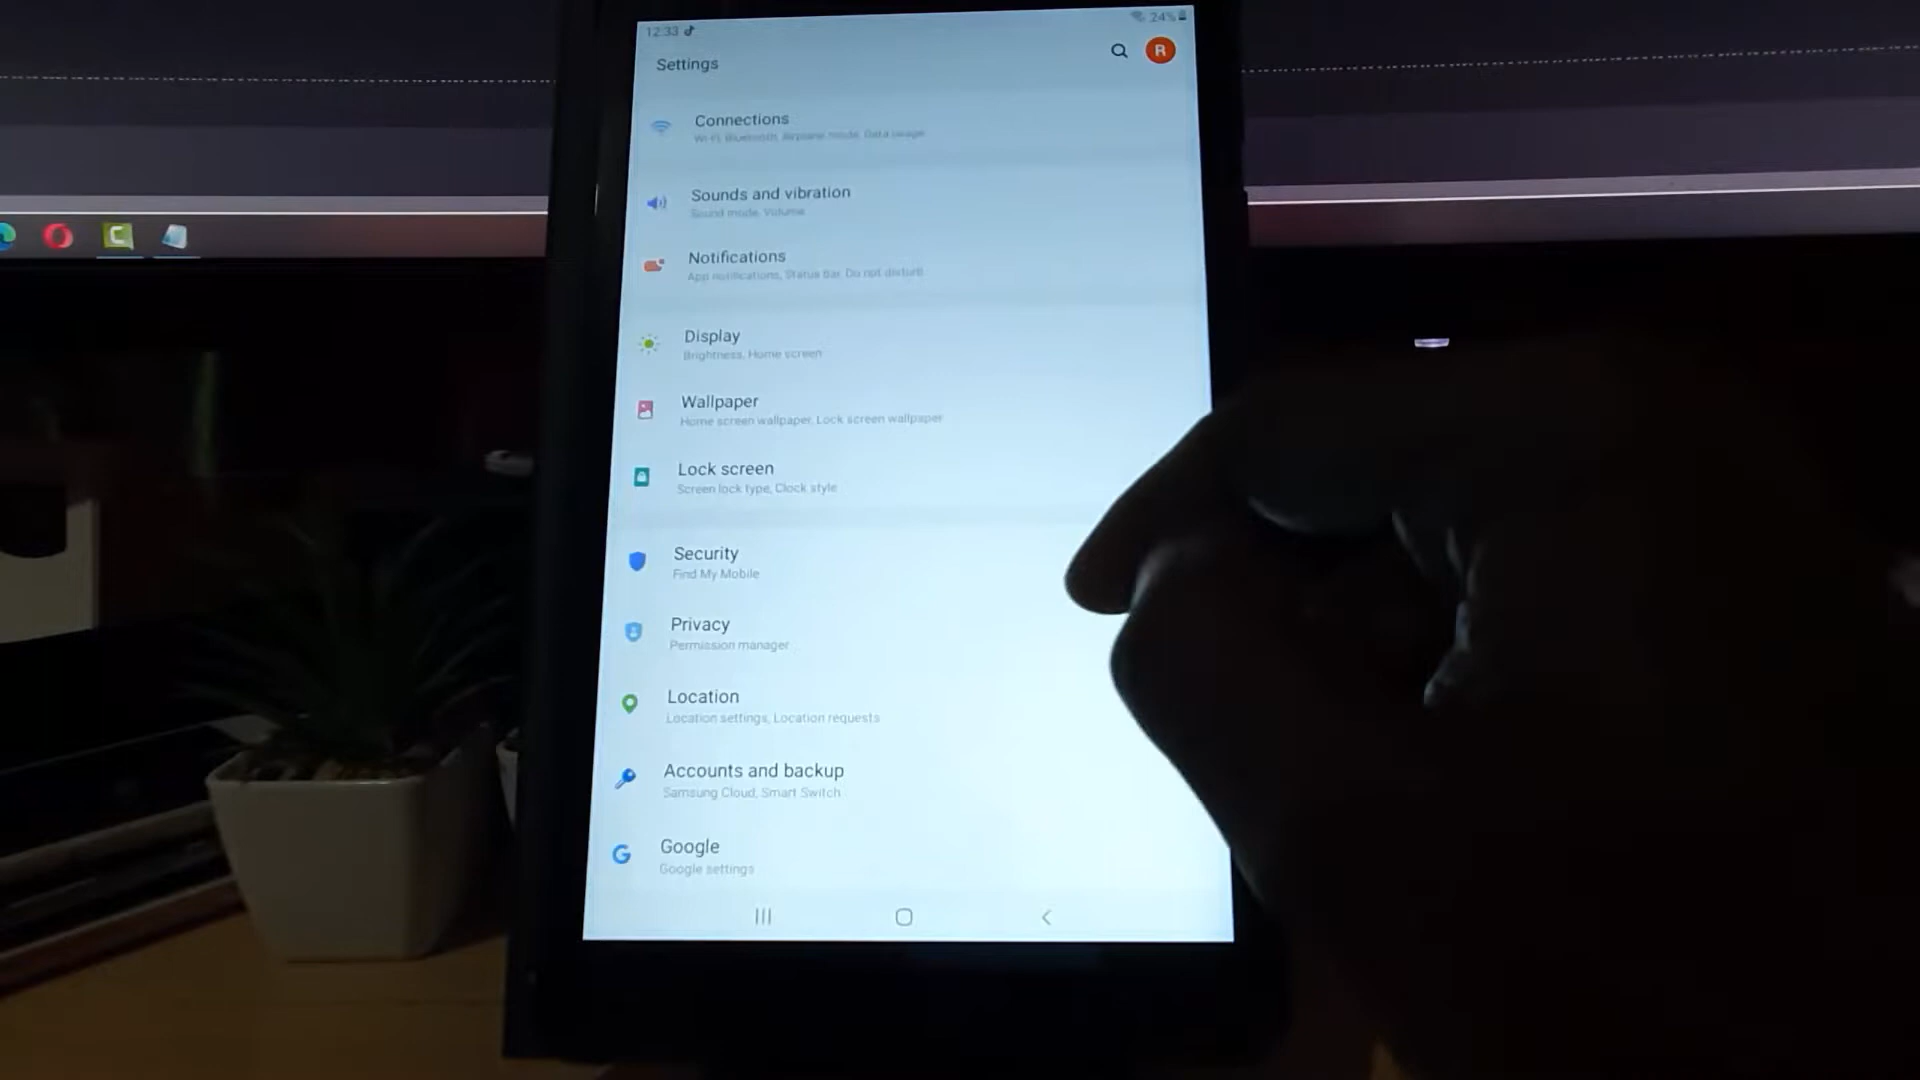 12:33
24%
Settings
R
Connections
Wi-Fi, Bluetooth, Airplane mode, Data usage
Sounds and vibration
Sound mode, Volume
Notifications
App notifications, Status bar, Do not disturb
Display
Brightness, Home screen
Wallpaper
Home screen wallpaper, Lock screen wallpaper
Lock screen
Screen lock type, Clock style
Security
Find My Mobile
Privacy
Permission manager
Location
Location settings, Location requests
Accounts and backup
Samsung Cloud, Smart Switch
G
Google
Google settings